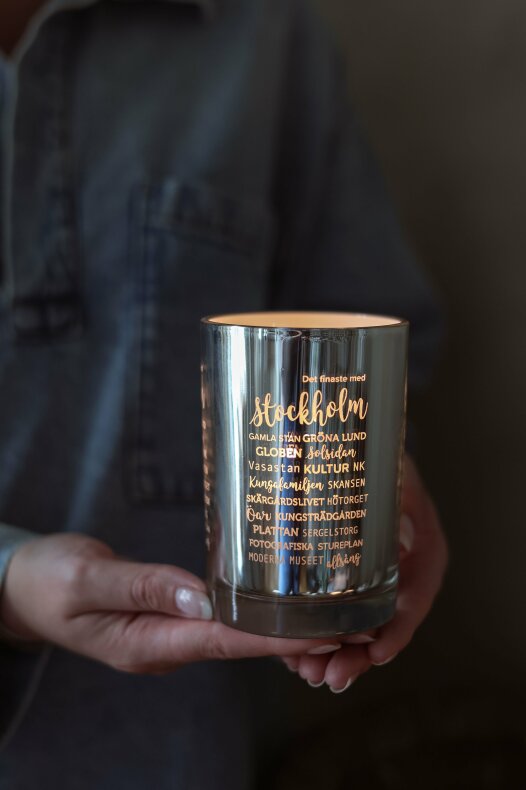 Det finaste med
Stockholm
GAMLA STAN GRÖNA LUND
GLOBEN Solsidan
Vasastan KULTUR NK
Kungafamiljen SKANSEN
SKÄRGÅRDSLIVET HÖTORGET
Öar KUNGSTRÄDGÅRDEN
PLATTAN SERGELSTORG
FOTOGRAFISKA STUREPLAN
MODERNA MUSEET allsång